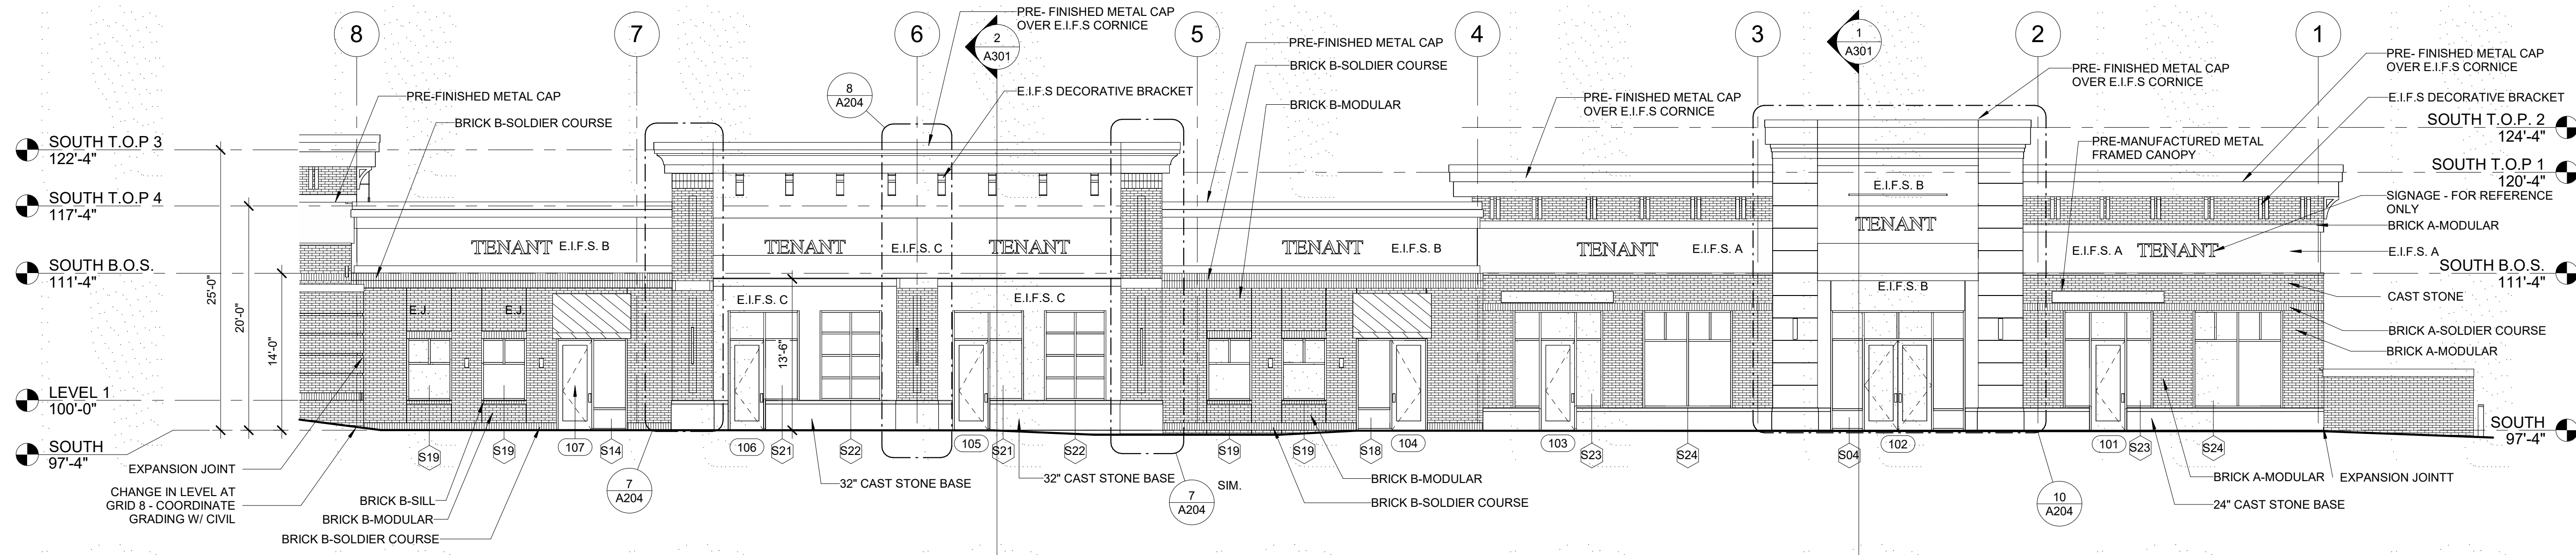 8
7
6
5
4
3
2
1
2
A301
1
A301
8
A204
PRE- FINISHED METAL CAP
OVER E.I.F.S CORNICE
PRE-FINISHED METAL CAP
BRICK B-SOLDIER COURSE
BRICK B-MODULAR
E.I.F.S DECORATIVE BRACKET
PRE-FINISHED METAL CAP
BRICK B-SOLDIER COURSE
PRE- FINISHED METAL CAP
OVER E.I.F.S CORNICE
PRE- FINISHED METAL CAP
OVER E.I.F.S CORNICE
PRE- FINISHED METAL CAP
OVER E.I.F.S CORNICE
E.I.F.S DECORATIVE BRACKET
PRE-MANUFACTURED METAL
FRAMED CANOPY
SIGNAGE - FOR REFERENCE
ONLY
BRICK A-MODULAR
E.I.F.S. A
CAST STONE
BRICK A-SOLDIER COURSE
BRICK A-MODULAR
SOUTH T.O.P 3
122'-4"
SOUTH T.O.P 4
117'-4"
SOUTH B.O.S.
111'-4"
LEVEL 1
100'-0"
SOUTH
97'-4"
SOUTH T.O.P. 2
124'-4"
SOUTH T.O.P 1
120'-4"
SOUTH B.O.S.
111'-4"
SOUTH
97'-4"
25'-0"
20'-0"
14'-0"
13'-6"
TENANT
E.I.F.S. B
TENANT
E.I.F.S. C
TENANT
TENANT
E.I.F.S. B
TENANT
E.I.F.S. A
E.I.F.S. B
TENANT
E.I.F.S. B
E.I.F.S. A
TENANT
E.J.
E.J.
E.I.F.S. C
E.I.F.S. C
S19
S19
107
S14
106
S21
S22
105
S21
S22
S19
S19
S18
104
103
S23
S24
S04
102
101
S23
S24
EXPANSION JOINT
CHANGE IN LEVEL AT
GRID 8 - COORDINATE
GRADING W/ CIVIL
BRICK B-SILL
BRICK B-MODULAR
BRICK B-SOLDIER COURSE
7
A204
32" CAST STONE BASE
32" CAST STONE BASE
7
A204
SIM.
BRICK B-MODULAR
BRICK B-SOLDIER COURSE
10
A204
BRICK A-MODULAR
EXPANSION JOINTT
24" CAST STONE BASE